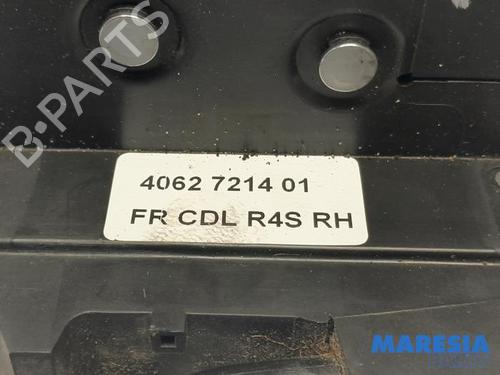 B-PARTS
4062 7214 01
FR CDL R4S RH
MARESIA